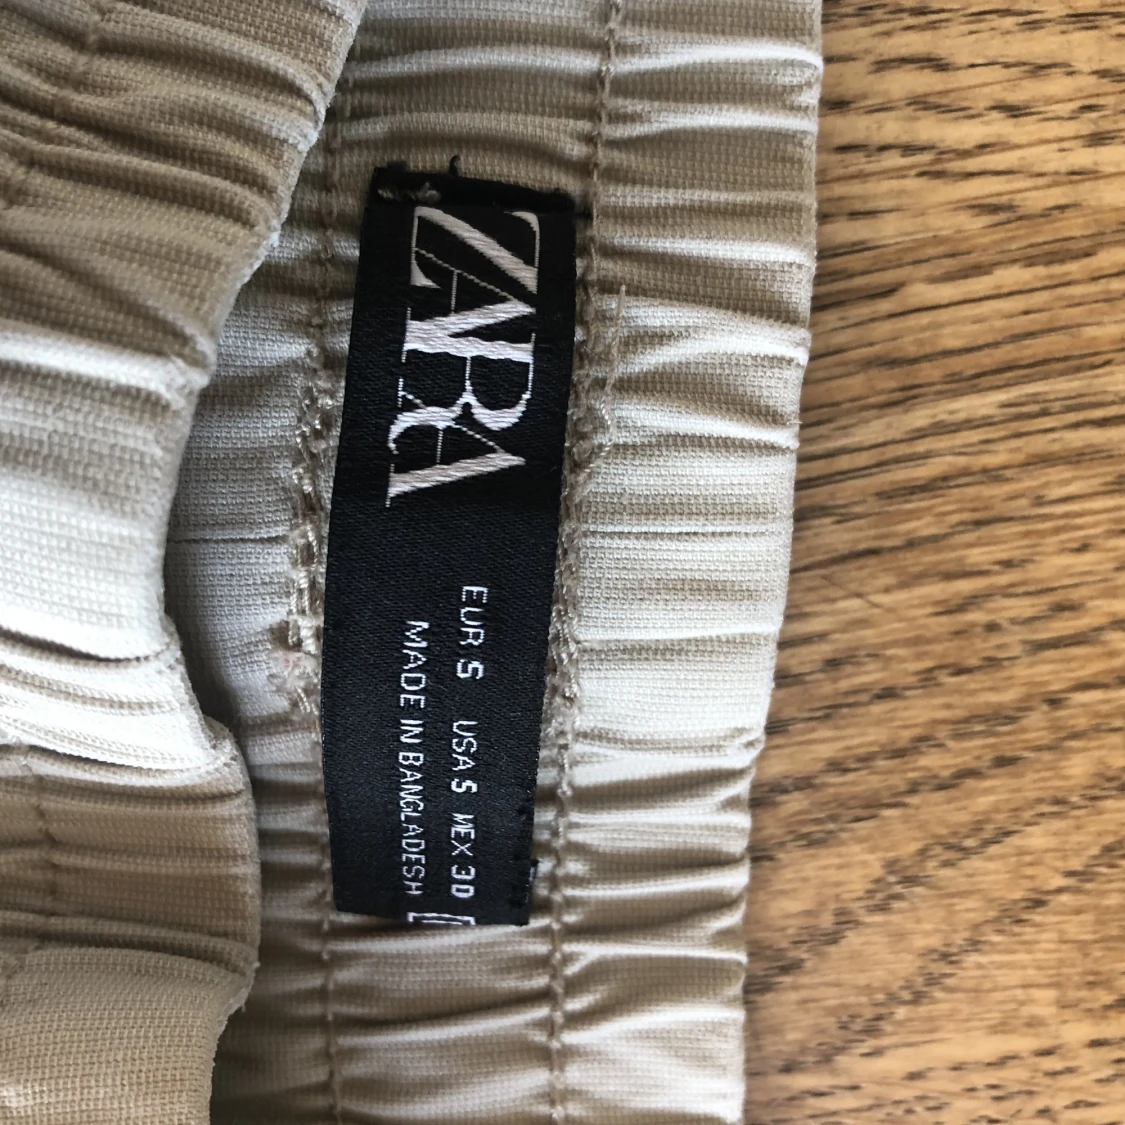 ZARA
EUR S USA S MEX 30
MADE IN BANGLADESH